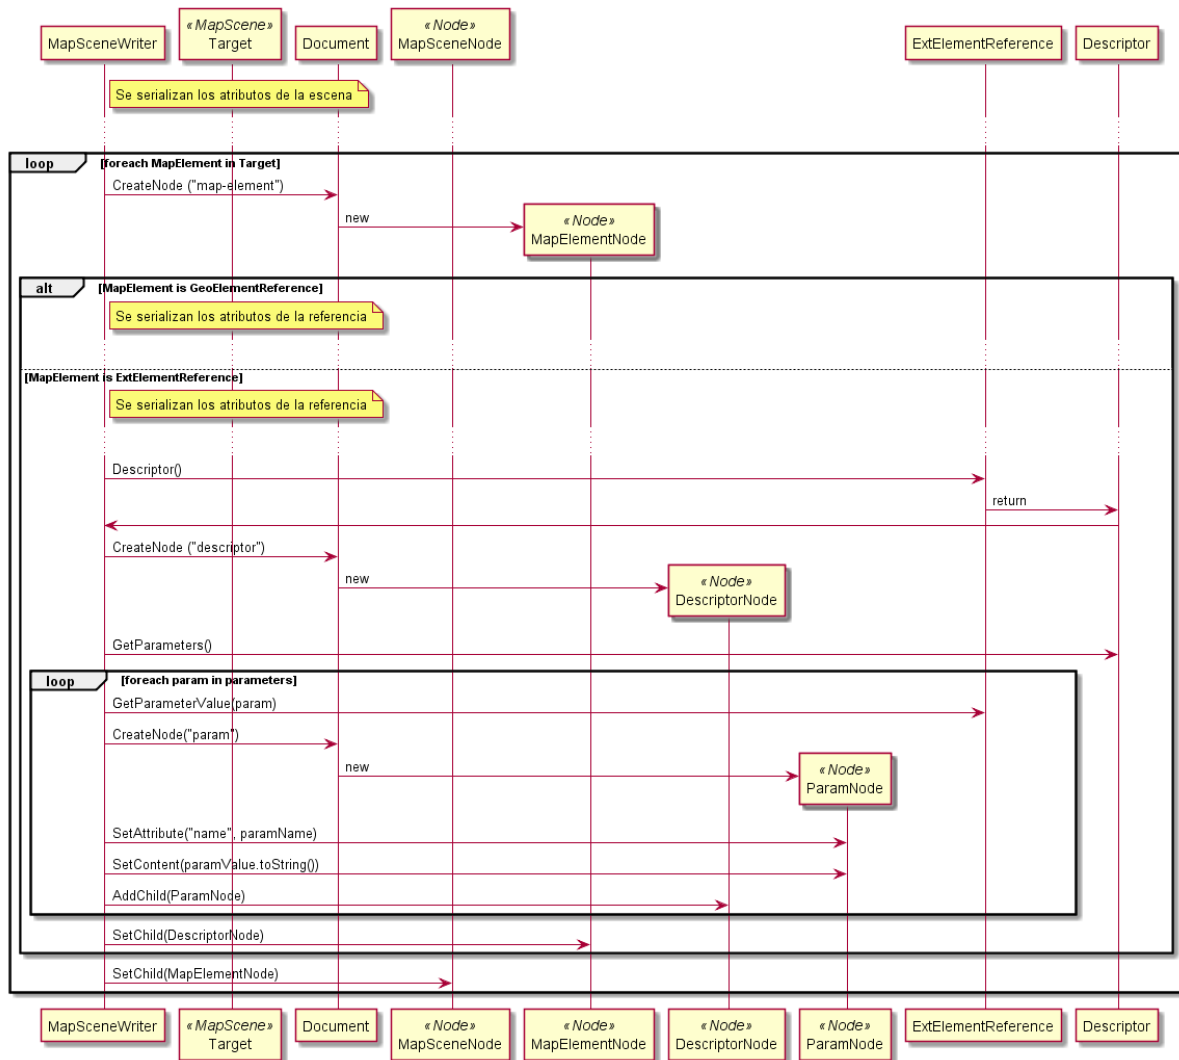 MapSceneWriter
«MapScene»
Target
Document
«Node»
MapSceneNode
ExtElementReference
Descriptor
Se serializan los atributos de la escena
loop
[foreach MapElement in Target]
CreateNode ("map-element")
new
«Node»
MapElementNode
alt
[MapElement is GeoElementReference]
Se serializan los atributos de la referencia
[MapElement is ExtElementReference]
Se serializan los atributos de la referencia
Descriptor()
return
CreateNode ("descriptor")
new
«Node»
DescriptorNode
GetParameters()
loop
[foreach param in parameters]
GetParameterValue(param)
CreateNode("param")
new
«Node»
ParamNode
SetAttribute("name", paramName)
SetContent(paramValue.toString())
AddChild(ParamNode)
SetChild(DescriptorNode)
SetChild(MapElementNode)
MapSceneWriter
«MapScene»
Target
Document
«Node»
MapSceneNode
«Node»
MapElementNode
«Node»
DescriptorNode
«Node»
ParamNode
ExtElementReference
Descriptor